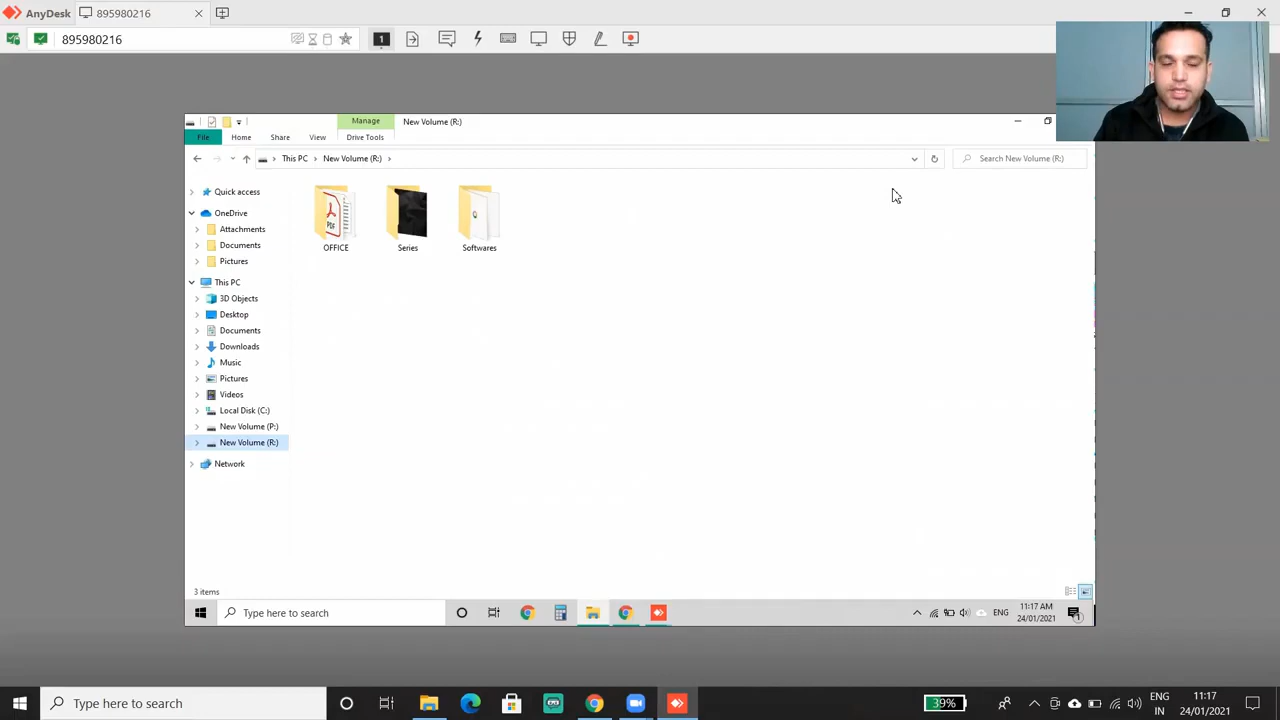 AnyDesk
895980216
895980216
1
Manage
New Volume (R:)
File
Home
Share
View
Drive Tools
This PC
New Volume (R:)
Search New Volume (R:)
Quick access
OneDrive
Attachments
Documents
Pictures
This PC
3D Objects
Desktop
Documents
Downloads
Music
Pictures
Videos
Local Disk (C:)
New Volume (P:)
New Volume (R:)
Network
PDF
OFFICE
Series
Softwares
3 items
Type here to search
ENG
11:17 AM
24/01/2021
1
Type here to search
39%
ENG
IN
11:17
24/01/2021